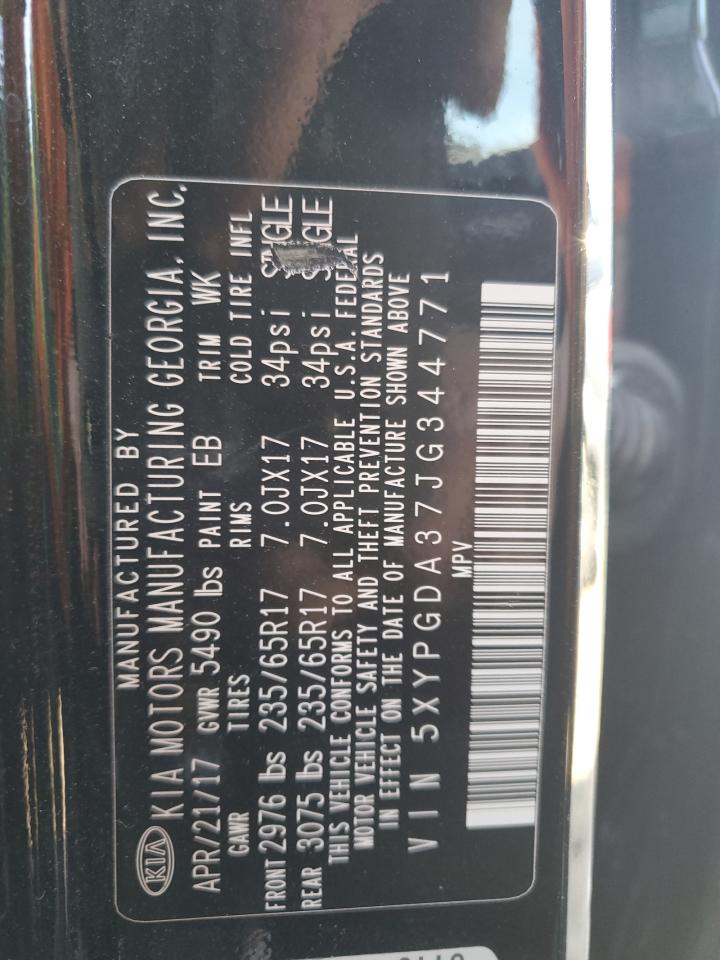 MANUFACTURED BY
KIA KIA MOTORS MANUFACTURING GEORGIA, INC.
APR/21/17 GVWR 5490 lbs PAINT EB TRIM WK
GAWR TIRES RIMS COLD TIRE INFL
FRONT 2976 lbs 235/65R17 7.0JX17 34psi
REAR 3075 lbs 235/65R17 7.0JX17 34psi
THIS VEHICLE CONFORMS TO ALL APPLICABLE U.S.A. FEDERAL
MOTOR VEHICLE SAFETY AND THEFT PREVENTION STANDARDS
IN EFFECT ON THE DATE OF MANUFACTURE SHOWN ABOVE
VIN 5XYPGDA37JG344771
MPV